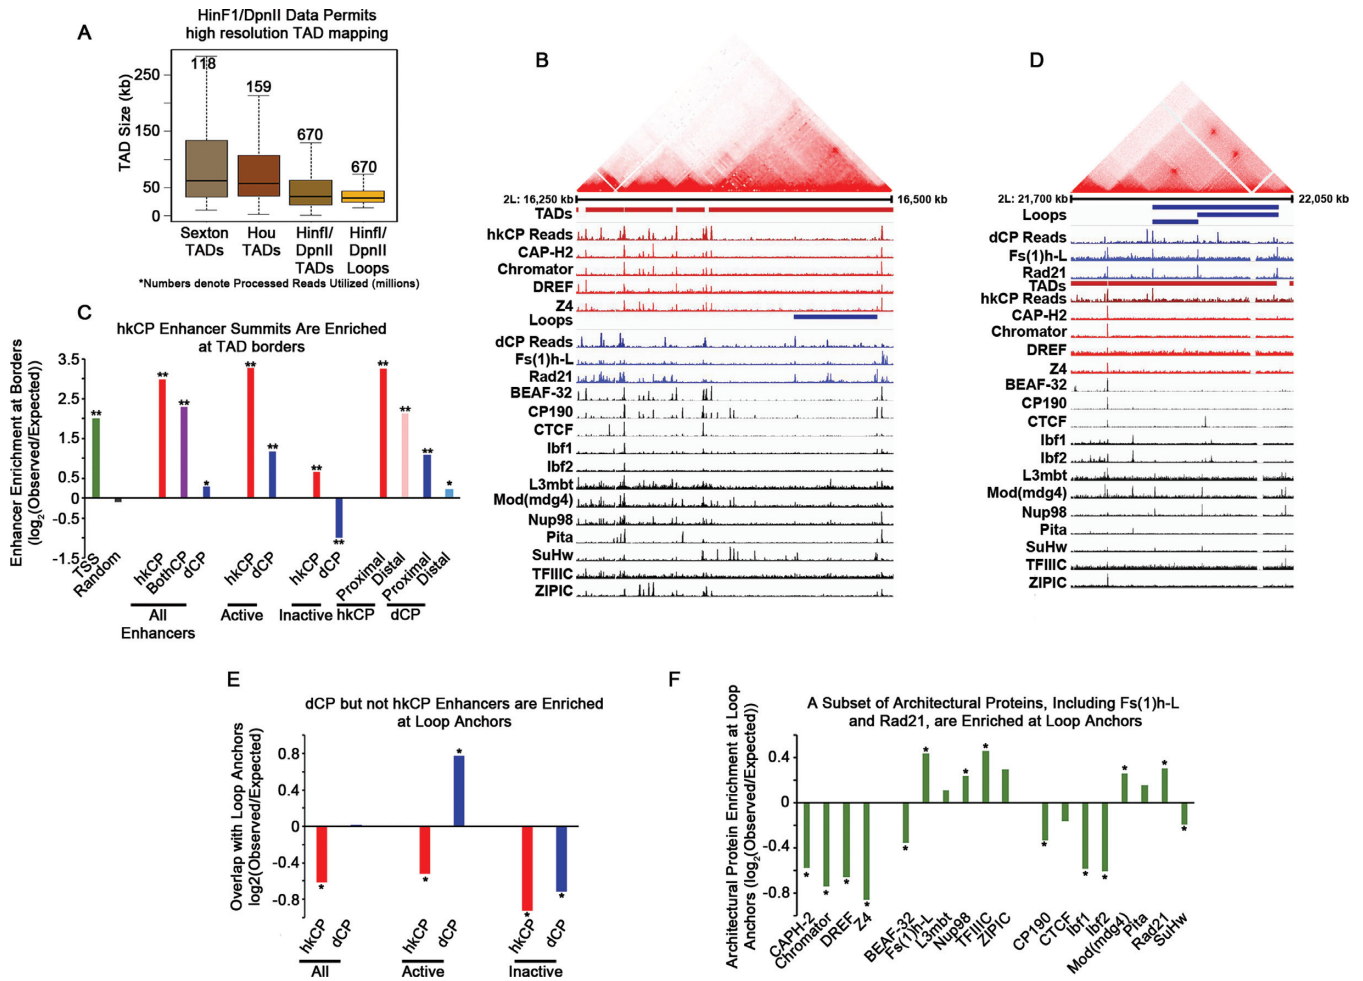 A
HinF1/DpnII Data Permits
high resolution TAD mapping
TAD Size (kb)
250
150
50
0
118
159
670
670
Sexton
TADs
Hou
TADs
HinfI/
DpnII
TADs
HinfI/
DpnII
Loops
*Numbers denote Processed Reads Utilized (millions)
B
2L: 16,250 kb
16,500 kb
TADs
hkCP Reads
CAP-H2
Chromator
DREF
Z4
Loops
dCP Reads
Fs(1)h-L
Rad21
BEAF-32
CP190
CTCF
Ibf1
Ibf2
L3mbt
Mod(mdg4)
Nup98
Pita
SuHw
TFIIIC
ZIPIC
D
2L: 21,700 kb
22,050 kb
Loops
dCP Reads
Fs(1)h-L
Rad21
TADs
hkCP Reads
CAP-H2
Chromator
DREF
Z4
BEAF-32
CP190
CTCF
Ibf1
Ibf2
L3mbt
Mod(mdg4)
Nup98
Pita
SuHw
TFIIIC
ZIPIC
C
hkCP Enhancer Summits Are Enriched
at TAD borders
Enhancer Enrichment at Borders
(log2(Observed/Expected))
3.5
2.5
1.5
0.5
0
-0.5
-1.5
**
**
**
*
**
**
**
**
**
**
**
*
TSS
Random
hkCP
BothCP
dCP
hkCP
dCP
hkCP
dCP
Proximal
Distal
Proximal
Distal
All
Enhancers
Active
Inactive
hkCP
dCP
E
dCP but not hkCP Enhancers are Enriched
at Loop Anchors
Overlap with Loop Anchors
log2(Observed/Expected)
0.8
0.4
0
-0.4
-0.8
*
*
*
*
*
hkCP
dCP
hkCP
dCP
hkCP
dCP
All
Active
Inactive
F
A Subset of Architectural Proteins, Including Fs(1)h-L
and Rad21, are Enriched at Loop Anchors
Architectural Protein Enrichment at Loop
Anchors (log2(Observed/Expected))
0.4
0
-0.4
-0.8
*
*
*
*
*
*
*
*
*
*
*
*
*
*
CAPH-2
Chromator
DREF
Z4
BEAF-32
Fs(1)h-L
L3mbt
Nup98
TFIIIC
ZIPIC
CP190
CTCF
Ibf1
Ibf2
Mod(mdg4)
Pita
Rad21
SuHw